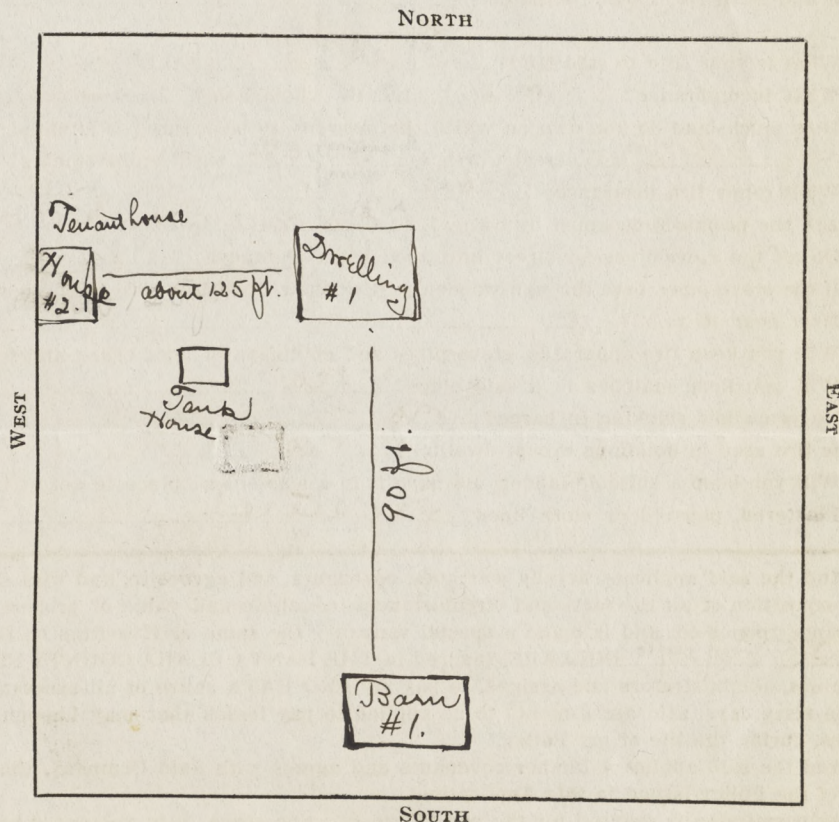 NORTH
Tenant house
House
#2.
about 125 ft.
Dwelling
#1
Tank
House
WEST
EAST
90 ft.
Barn
#1.
SOUTH